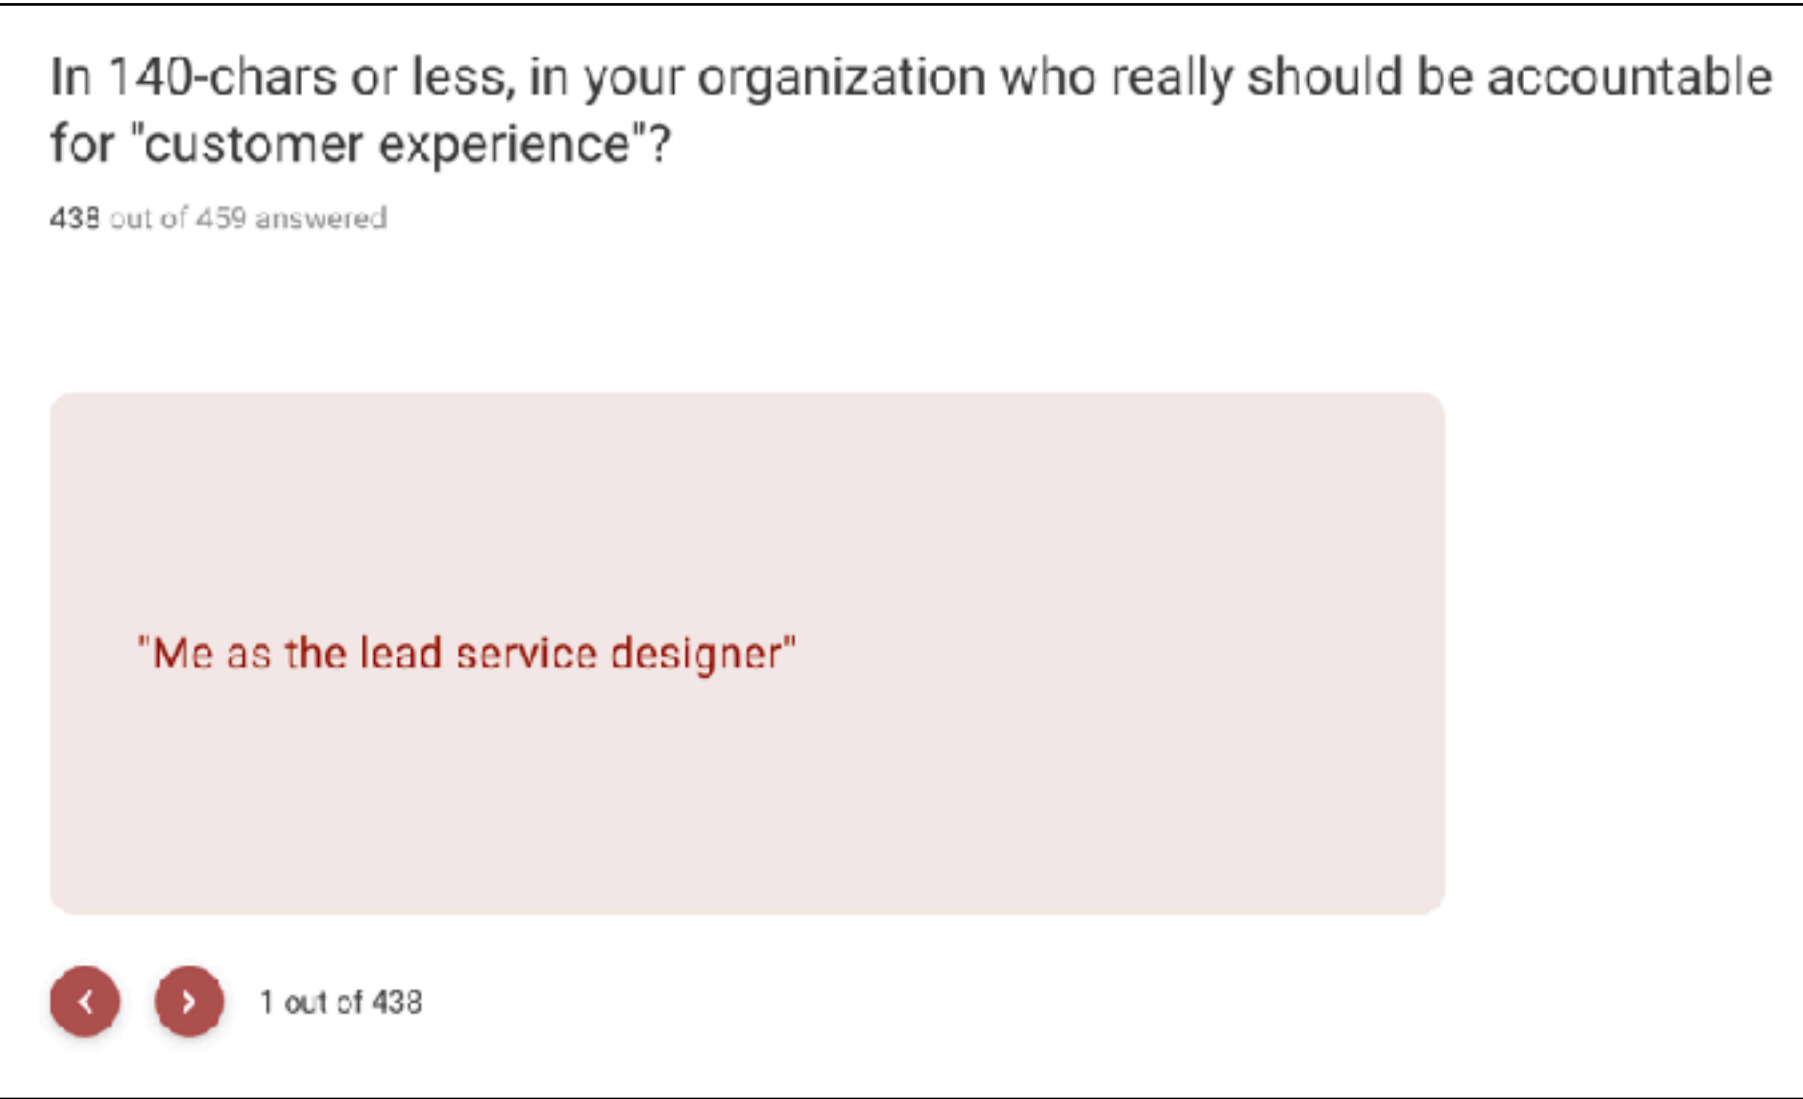 In 140-chars or less, in your organization who really should be accountable
for "customer experience"?
438 out of 459 answered
"Me as the lead service designer"
1 out of 438